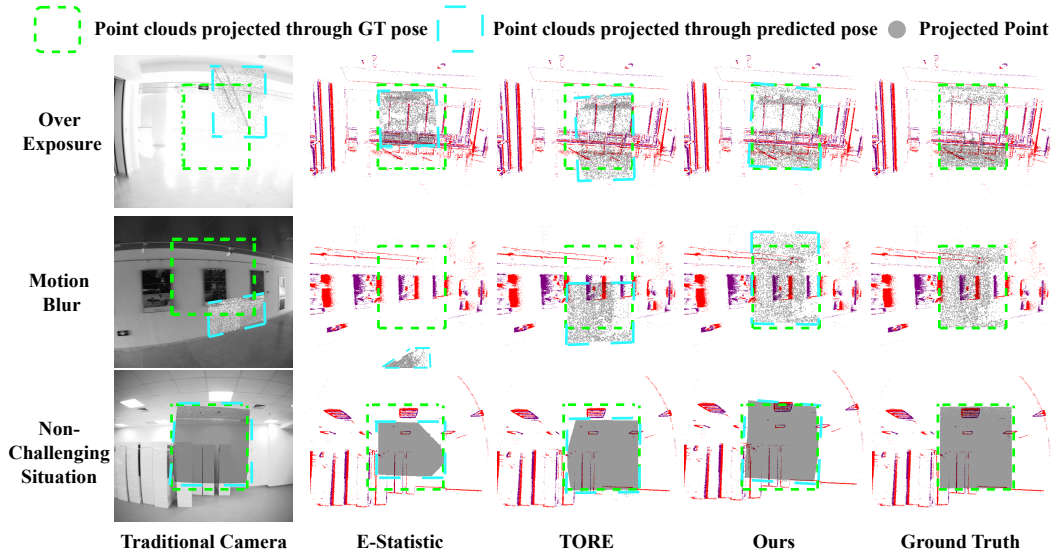 Point clouds projected through GT pose
Point clouds projected through predicted pose
Projected Point
Over
Exposure
Motion
Blur
Non-
Challenging
Situation
Traditional Camera
E-Statistic
TORE
Ours
Ground Truth